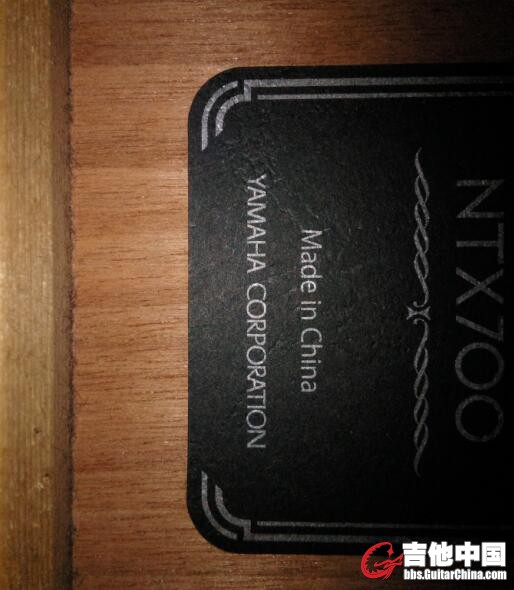 NTX700
Made in China
YAMAHA CORPORATION
吉他中国
bbs.GuitarChina.com